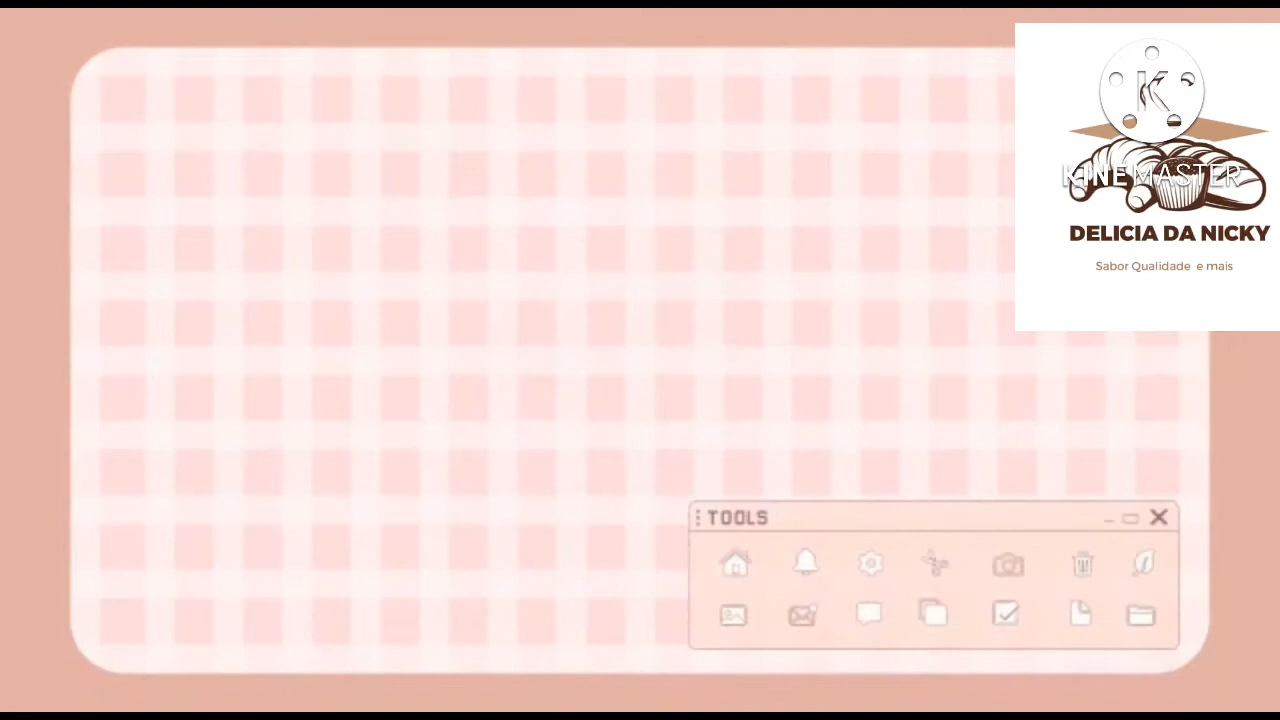 K
KINEMASTER
DELICIA DA NICKY
Sabor Qualidade e mais
TOOLS